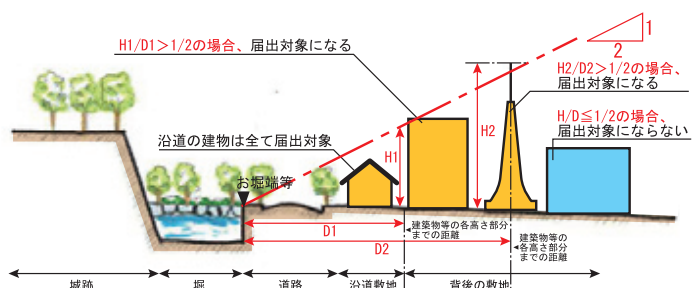 H1/D1>1/2の場合、届出対象になる
1
2
H2/D2>1/2の場合、
届出対象になる
H/D≦1/2の場合、
届出対象にならない
沿道の建物は全て届出対象
H1
H2
お堀端等
D1
建築物等の各高さ部分
までの距離
D2
建築物等の
各高さ部分
までの距離
城跡
堀
道路
沿道敷地
背後の敷地